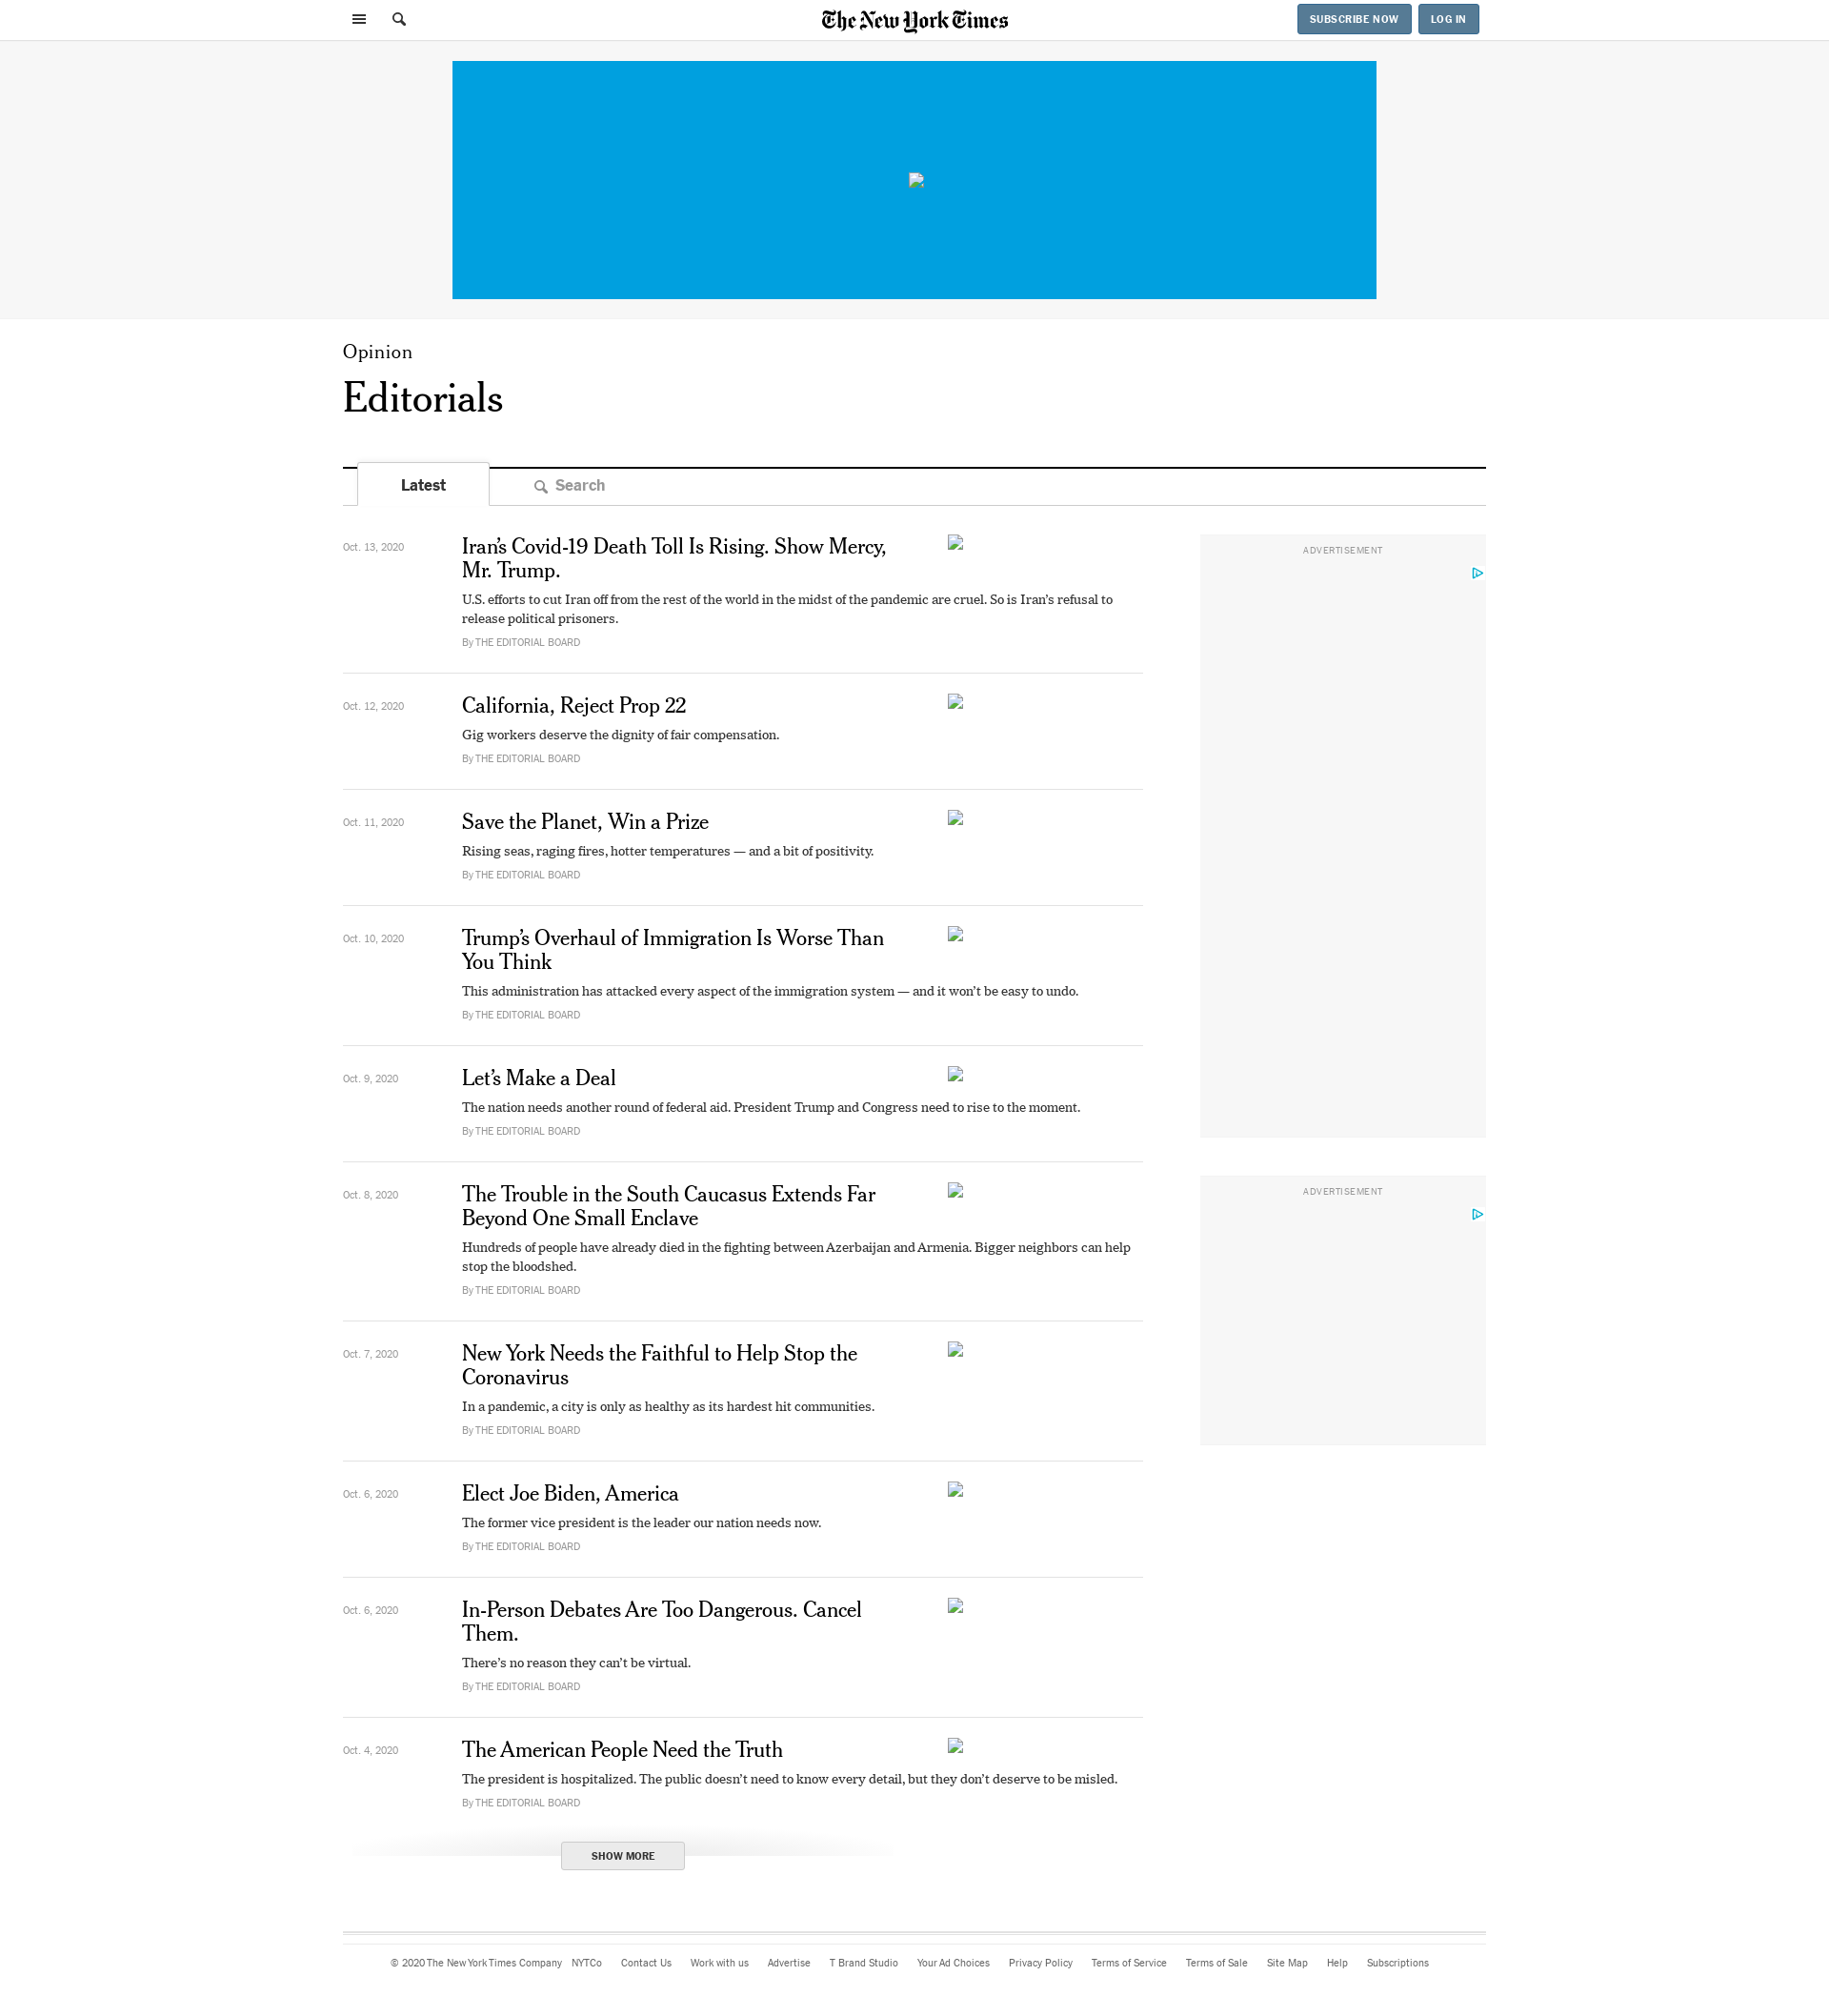 The New York Times
SUBSCRIBE NOW
LOG IN
Opinion
Editorials
Latest
Search
Oct. 13, 2020
Iran’s Covid-19 Death Toll Is Rising. Show Mercy,
Mr. Trump.
U.S. efforts to cut Iran off from the rest of the world in the midst of the pandemic are cruel. So is Iran’s refusal to
release political prisoners.
By THE EDITORIAL BOARD
Oct. 12, 2020
California, Reject Prop 22
Gig workers deserve the dignity of fair compensation.
By THE EDITORIAL BOARD
Oct. 11, 2020
Save the Planet, Win a Prize
Rising seas, raging fires, hotter temperatures — and a bit of positivity.
By THE EDITORIAL BOARD
Oct. 10, 2020
Trump’s Overhaul of Immigration Is Worse Than
You Think
This administration has attacked every aspect of the immigration system — and it won’t be easy to undo.
By THE EDITORIAL BOARD
Oct. 9, 2020
Let’s Make a Deal
The nation needs another round of federal aid. President Trump and Congress need to rise to the moment.
By THE EDITORIAL BOARD
Oct. 8, 2020
The Trouble in the South Caucasus Extends Far
Beyond One Small Enclave
Hundreds of people have already died in the fighting between Azerbaijan and Armenia. Bigger neighbors can help
stop the bloodshed.
By THE EDITORIAL BOARD
Oct. 7, 2020
New York Needs the Faithful to Help Stop the
Coronavirus
In a pandemic, a city is only as healthy as its hardest hit communities.
By THE EDITORIAL BOARD
Oct. 6, 2020
Elect Joe Biden, America
The former vice president is the leader our nation needs now.
By THE EDITORIAL BOARD
Oct. 6, 2020
In-Person Debates Are Too Dangerous. Cancel
Them.
There’s no reason they can’t be virtual.
By THE EDITORIAL BOARD
Oct. 4, 2020
The American People Need the Truth
The president is hospitalized. The public doesn’t need to know every detail, but they don’t deserve to be misled.
By THE EDITORIAL BOARD
SHOW MORE
ADVERTISEMENT
ADVERTISEMENT
© 2020 The New York Times Company NYTCo Contact Us Work with us Advertise T Brand Studio Your Ad Choices Privacy Policy Terms of Service Terms of Sale Site Map Help Subscriptions